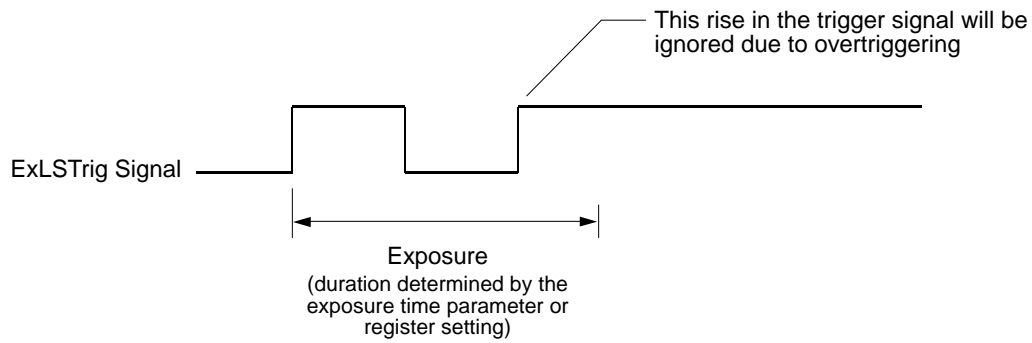 This rise in the trigger signal will be
ignored due to overtriggering
ExLSTrig Signal
Exposure
(duration determined by the
exposure time parameter or
register setting)